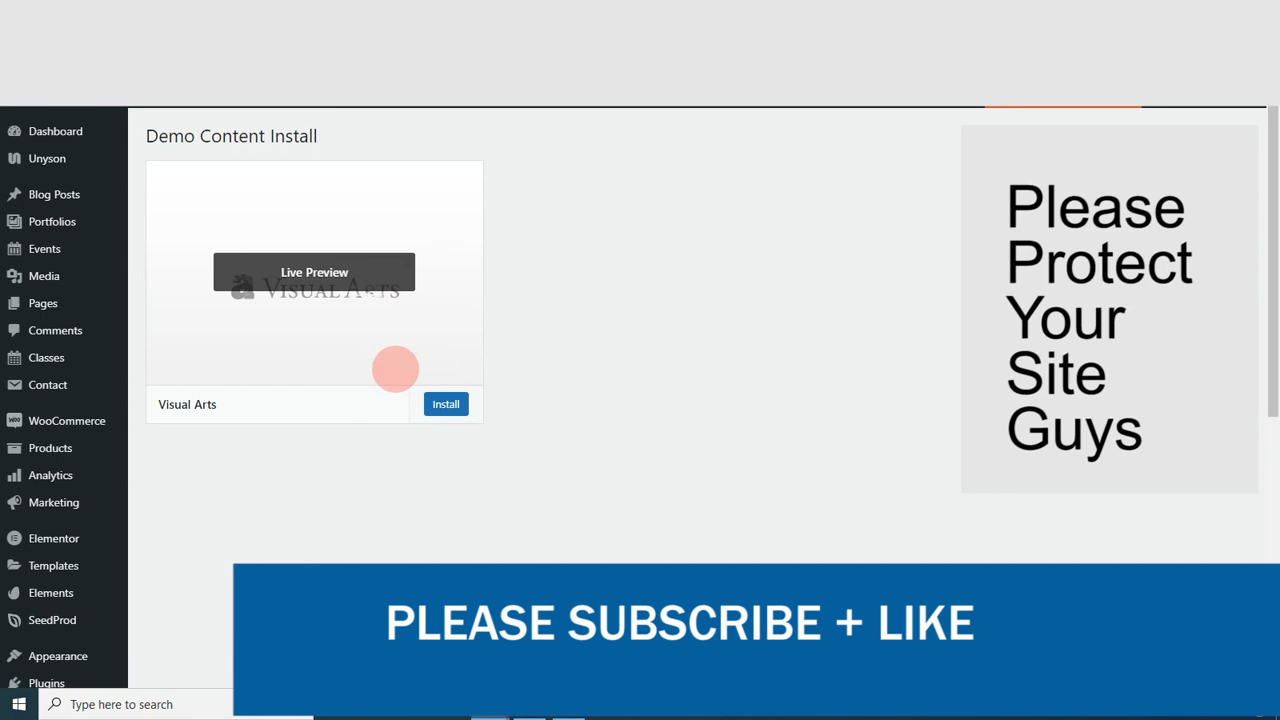 Dashboard
Unyson
Blog Posts
Portfolios
Events
Media
Pages
Comments
Classes
Contact
WooCommerce
Products
Analytics
Marketing
Elementor
Templates
Elements
SeedProd
Appearance
Plugins
Demo Content Install
Live Preview
VISUAL ARTS
Visual Arts
Install
Please
Protect
Your
Site
Guys
PLEASE SUBSCRIBE + LIKE
Type here to search